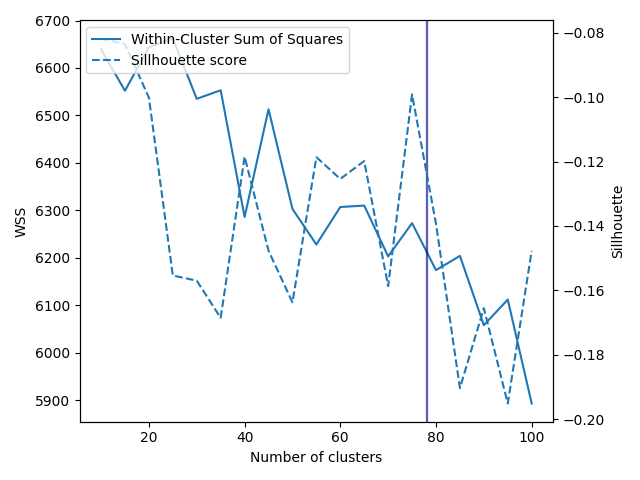 Within-Cluster Sum of Squares
Sillhouette score
6700
6600
6500
6400
6300
6200
6100
6000
5900
WSS
−0.08
−0.10
−0.12
−0.14
−0.16
−0.18
−0.20
Sillhouette
20 40 60 80 100
Number of clusters